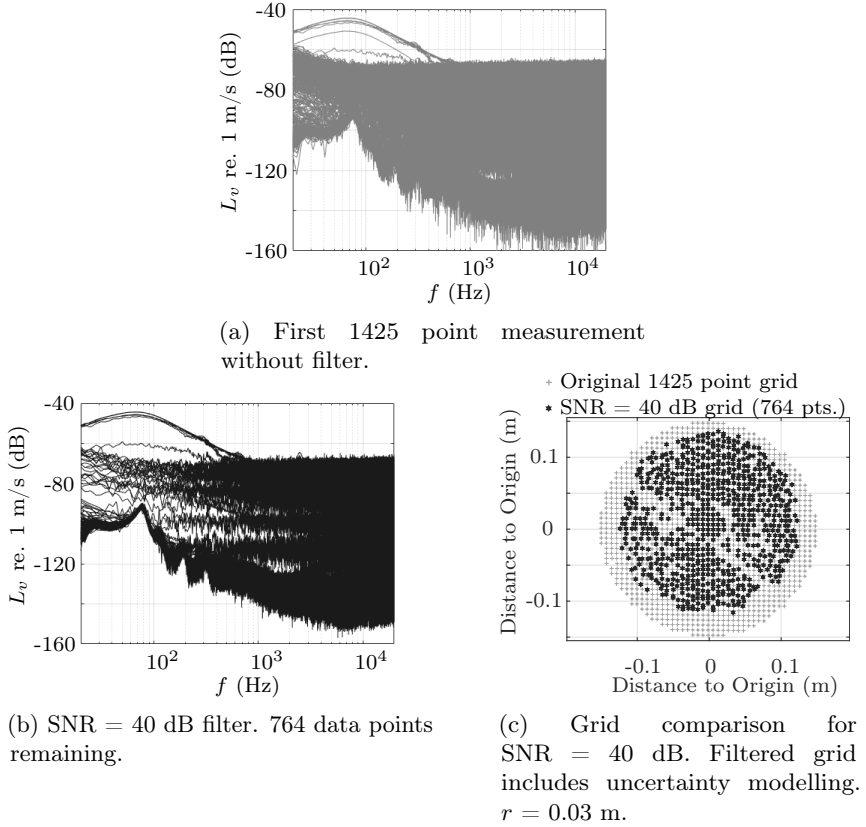 -40
-80
-120
-160
L_v re. 1 m/s (dB)
10^2
10^3
10^4
f (Hz)
(a) First 1425 point measurement
without filter.
-40
-80
-120
-160
L_v re. 1 m/s (dB)
10^2
10^3
10^4
f (Hz)
(b) SNR = 40 dB filter. 764 data points
remaining.
Original 1425 point grid
SNR = 40 dB grid (764 pts.)
0.1
0
-0.1
Distance to Origin (m)
-0.1
0
0.1
Distance to Origin (m)
(c) Grid comparison for
SNR = 40 dB. Filtered grid
includes uncertainty modelling.
r = 0.03 m.